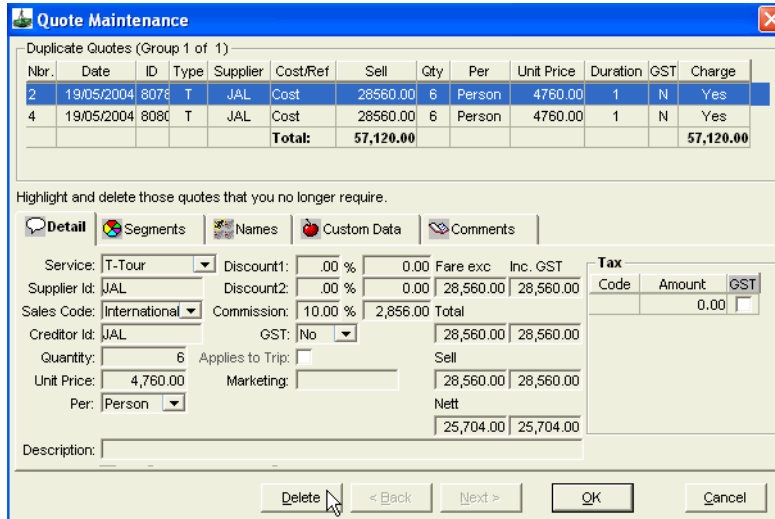 Quote Maintenance
Duplicate Quotes (Group 1 of 1)
Nbr. Date ID Type Supplier Cost/Ref Sell Qty Per Unit Price Duration GST Charge
2 19/05/2004 8078 T JAL Cost 28560.00 6 Person 4760.00 1 N Yes
4 19/05/2004 8080 T JAL Cost 28560.00 6 Person 4760.00 1 N Yes
Total: 57,120.00 57,120.00
Highlight and delete those quotes that you no longer require.
Detail Segments Names Custom Data Comments
Service: T-Tour Discount1: .00 % 0.00 Fare exc Inc. GST Tax
Supplier Id: JAL Discount2: .00 % 0.00 28,560.00 28,560.00 Code Amount GST
Sales Code: International Commission: 10.00 % 2,856.00 Total 0.00
Creditor Id: JAL GST: No 28,560.00 28,560.00
Quantity: 6 Applies to Trip: Sell
Unit Price: 4,760.00 Marketing: 28,560.00 28,560.00
Per: Person Nett
25,704.00 25,704.00
Description:
Delete < Back Next > OK Cancel